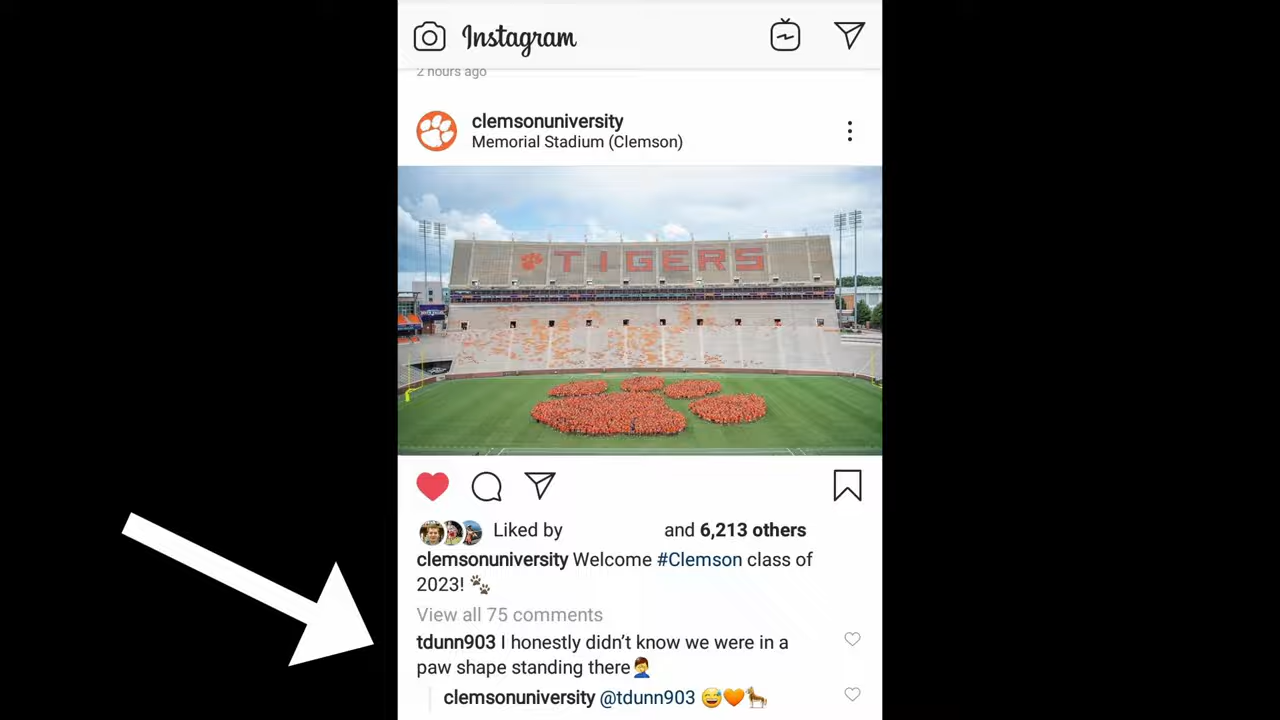 Instagram
2 hours ago
clemsonuniversity
Memorial Stadium (Clemson)
TIGERS
Liked by and 6,213 others
clemsonuniversity Welcome #Clemson class of
2023! 🐾
View all 75 comments
tdunn903 I honestly didn’t know we were in a
paw shape standing there🤦‍♂️
clemsonuniversity @tdunn903 😅🧡🐅